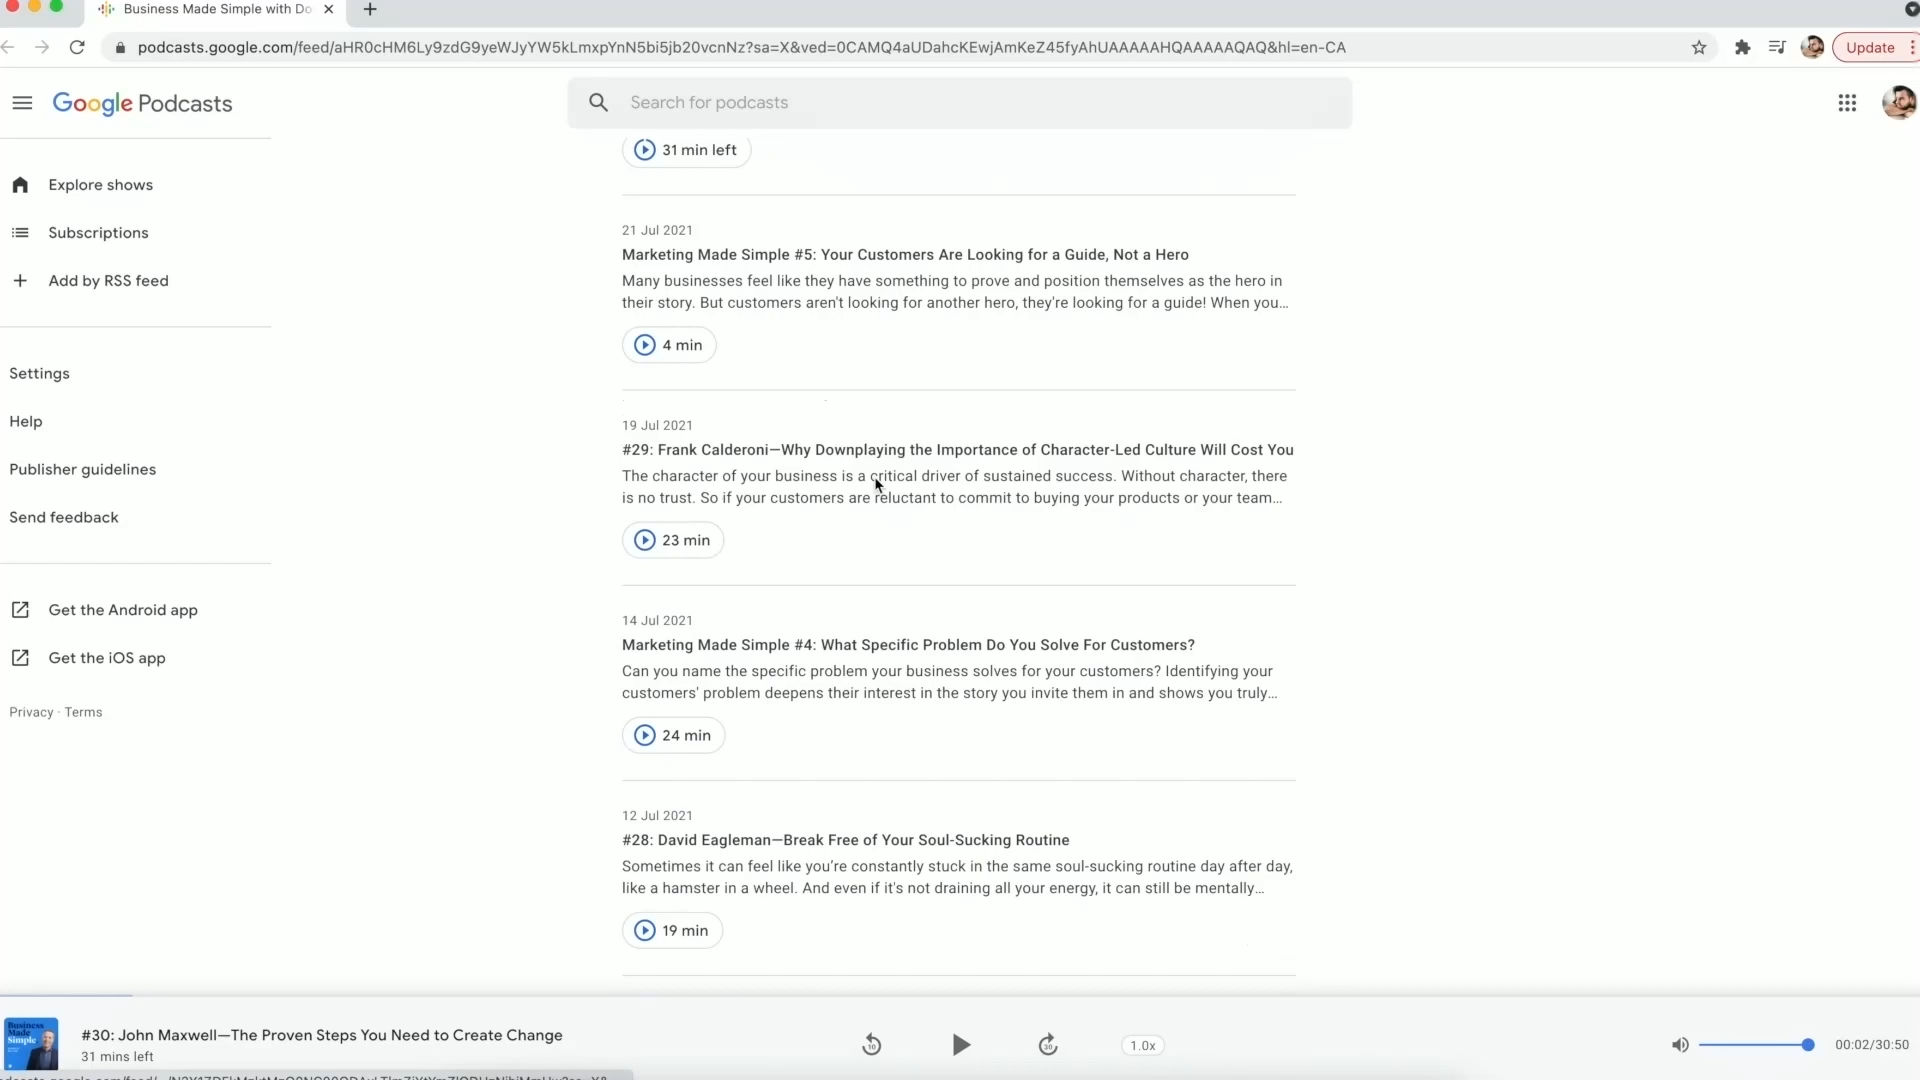 Business Made Simple with Do
podcasts.google.com/feed/aHR0cHM6Ly9zdG9yeWJyYW5kLmxpYnN5bi5jb20vcnNz?sa=X&ved=0CAMQ4aUDahcKEwjAmKeZ45fyAhUAAAAAHQAAAAAQAQ&hl=en-CA
Update
Google Podcasts
Search for podcasts
31 min left
Explore shows
Subscriptions
Add by RSS feed
Settings
Help
Publisher guidelines
Send feedback
Get the Android app
Get the iOS app
Privacy · Terms
21 Jul 2021
Marketing Made Simple #5: Your Customers Are Looking for a Guide, Not a Hero
Many businesses feel like they have something to prove and position themselves as the hero in
their story. But customers aren't looking for another hero, they're looking for a guide! When you...
4 min
19 Jul 2021
#29: Frank Calderoni—Why Downplaying the Importance of Character-Led Culture Will Cost You
The character of your business is a critical driver of sustained success. Without character, there
is no trust. So if your customers are reluctant to commit to buying your products or your team...
23 min
14 Jul 2021
Marketing Made Simple #4: What Specific Problem Do You Solve For Customers?
Can you name the specific problem your business solves for your customers? Identifying your
customers' problem deepens their interest in the story you invite them in and shows you truly...
24 min
12 Jul 2021
#28: David Eagleman—Break Free of Your Soul-Sucking Routine
Sometimes it can feel like you're constantly stuck in the same soul-sucking routine day after day,
like a hamster in a wheel. And even if it's not draining all your energy, it can still be mentally...
19 min
Business
Made
Simple
#30: John Maxwell—The Proven Steps You Need to Create Change
31 mins left
10
30
1.0x
00:02/30:50